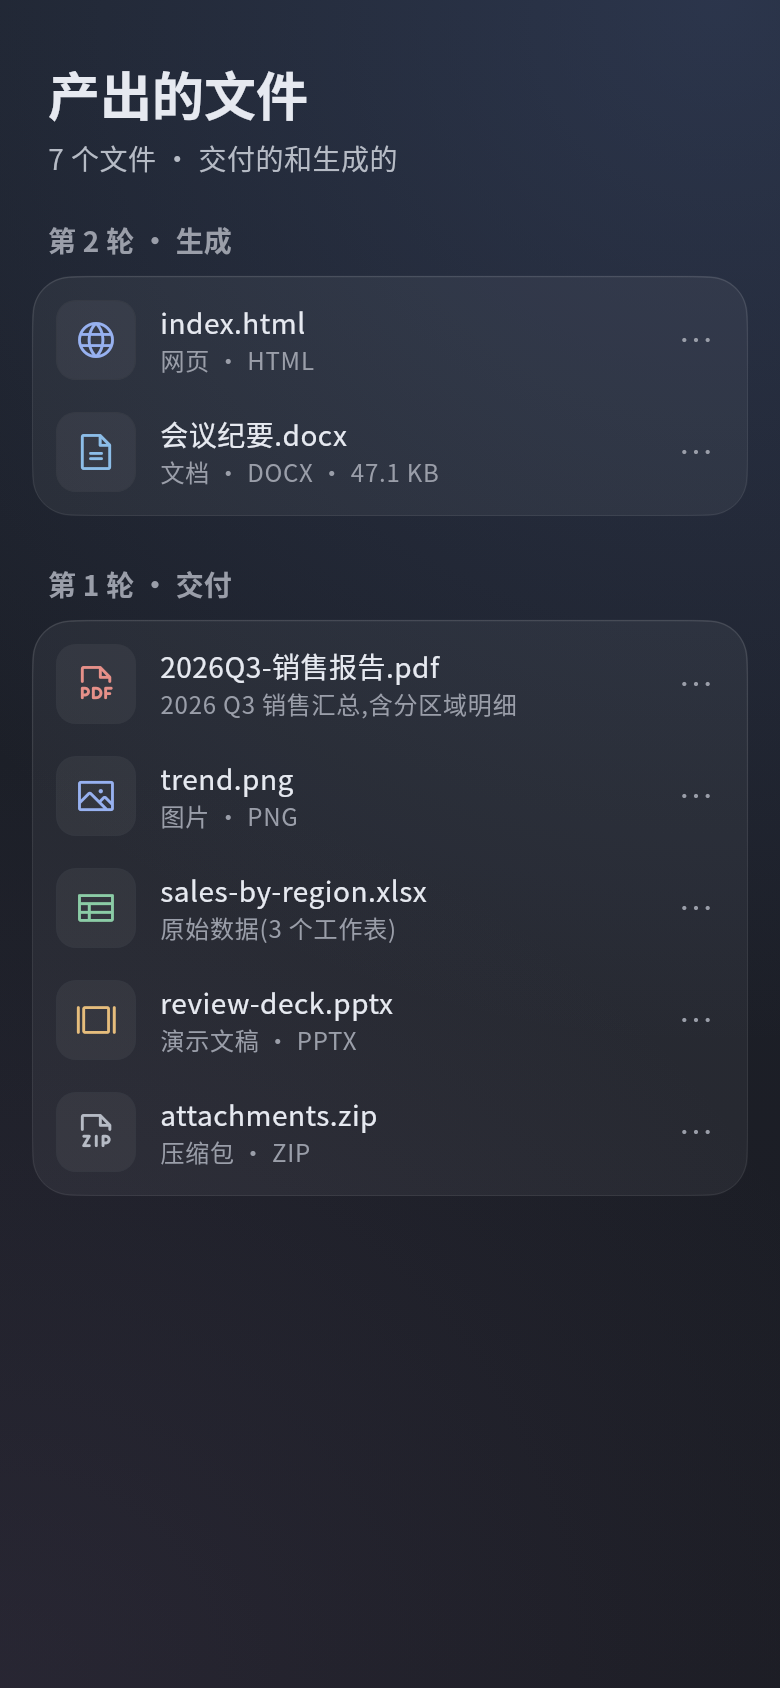 产出的文件
7 个文件 • 交付的和生成的
第 2 轮 • 生成
index.html
网页 • HTML
会议纪要.docx
文档 • DOCX • 47.1 KB
第 1 轮 • 交付
PDF
2026Q3-销售报告.pdf
2026 Q3 销售汇总,含分区域明细
trend.png
图片 • PNG
sales-by-region.xlsx
原始数据(3 个工作表)
review-deck.pptx
演示文稿 • PPTX
ZIP
attachments.zip
压缩包 • ZIP